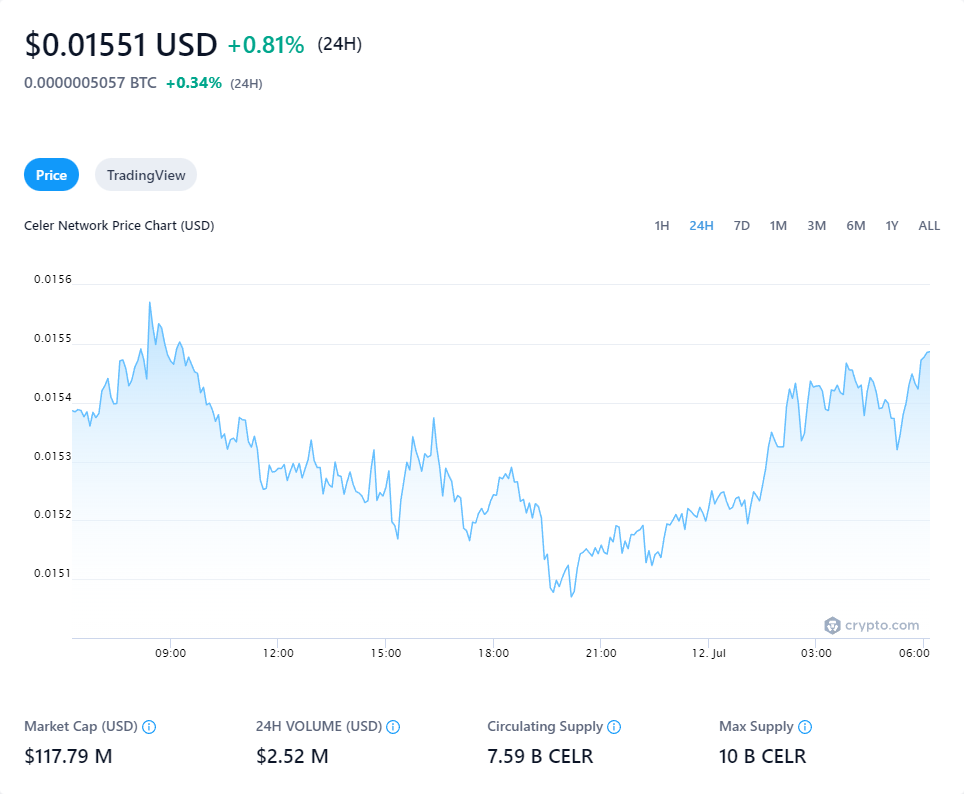 $0.01551 USD +0.81% (24H)
0.0000005057 BTC +0.34% (24H)
Price TradingView
Celer Network Price Chart (USD) 1H 24H 7D 1M 3M 6M 1Y ALL
0.0156
0.0155
0.0154
0.0153
0.0152
0.0151
crypto.com
09:00 12:00 15:00 18:00 21:00 12. Jul 03:00 06:00
Market Cap (USD) 24H VOLUME (USD) Circulating Supply Max Supply
$117.79 M $2.52 M 7.59 B CELR 10 B CELR